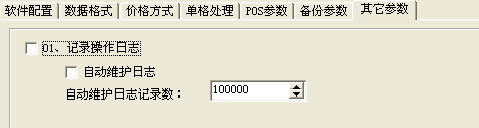 软件配置 数据格式 价格方式 单格处理 POS参数 备份参数 其它参数
01、记录操作日志
自动维护日志
自动维护日志记录数： 100000